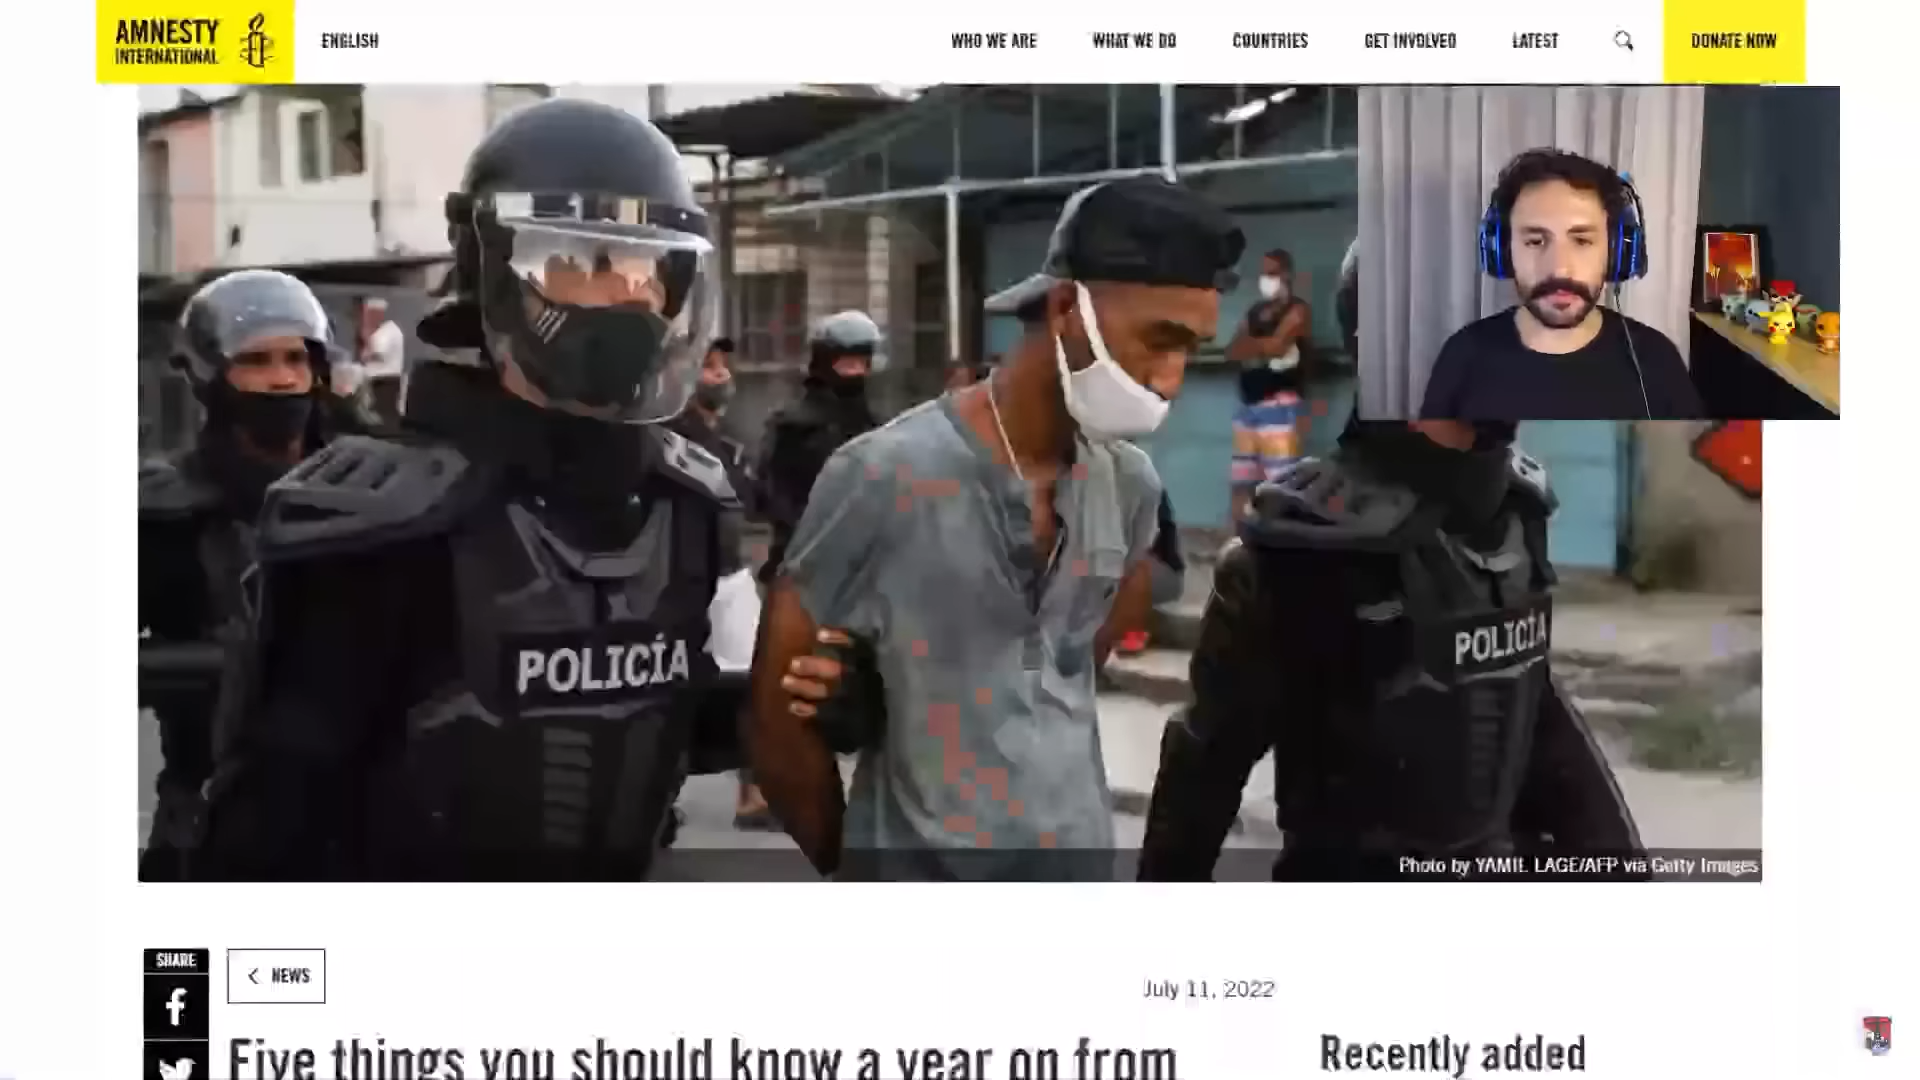 AMNESTY
INTERNATIONAL
ENGLISH
WHO WE ARE
WHAT WE DO
COUNTRIES
GET INVOLVED
LATEST
DONATE NOW
POLICÍA
POLICÍA
Photo by YAMIL LAGE/AFP via Getty Images
SHARE
NEWS
July 11, 2022
Five things you should know a year on from
Recently added